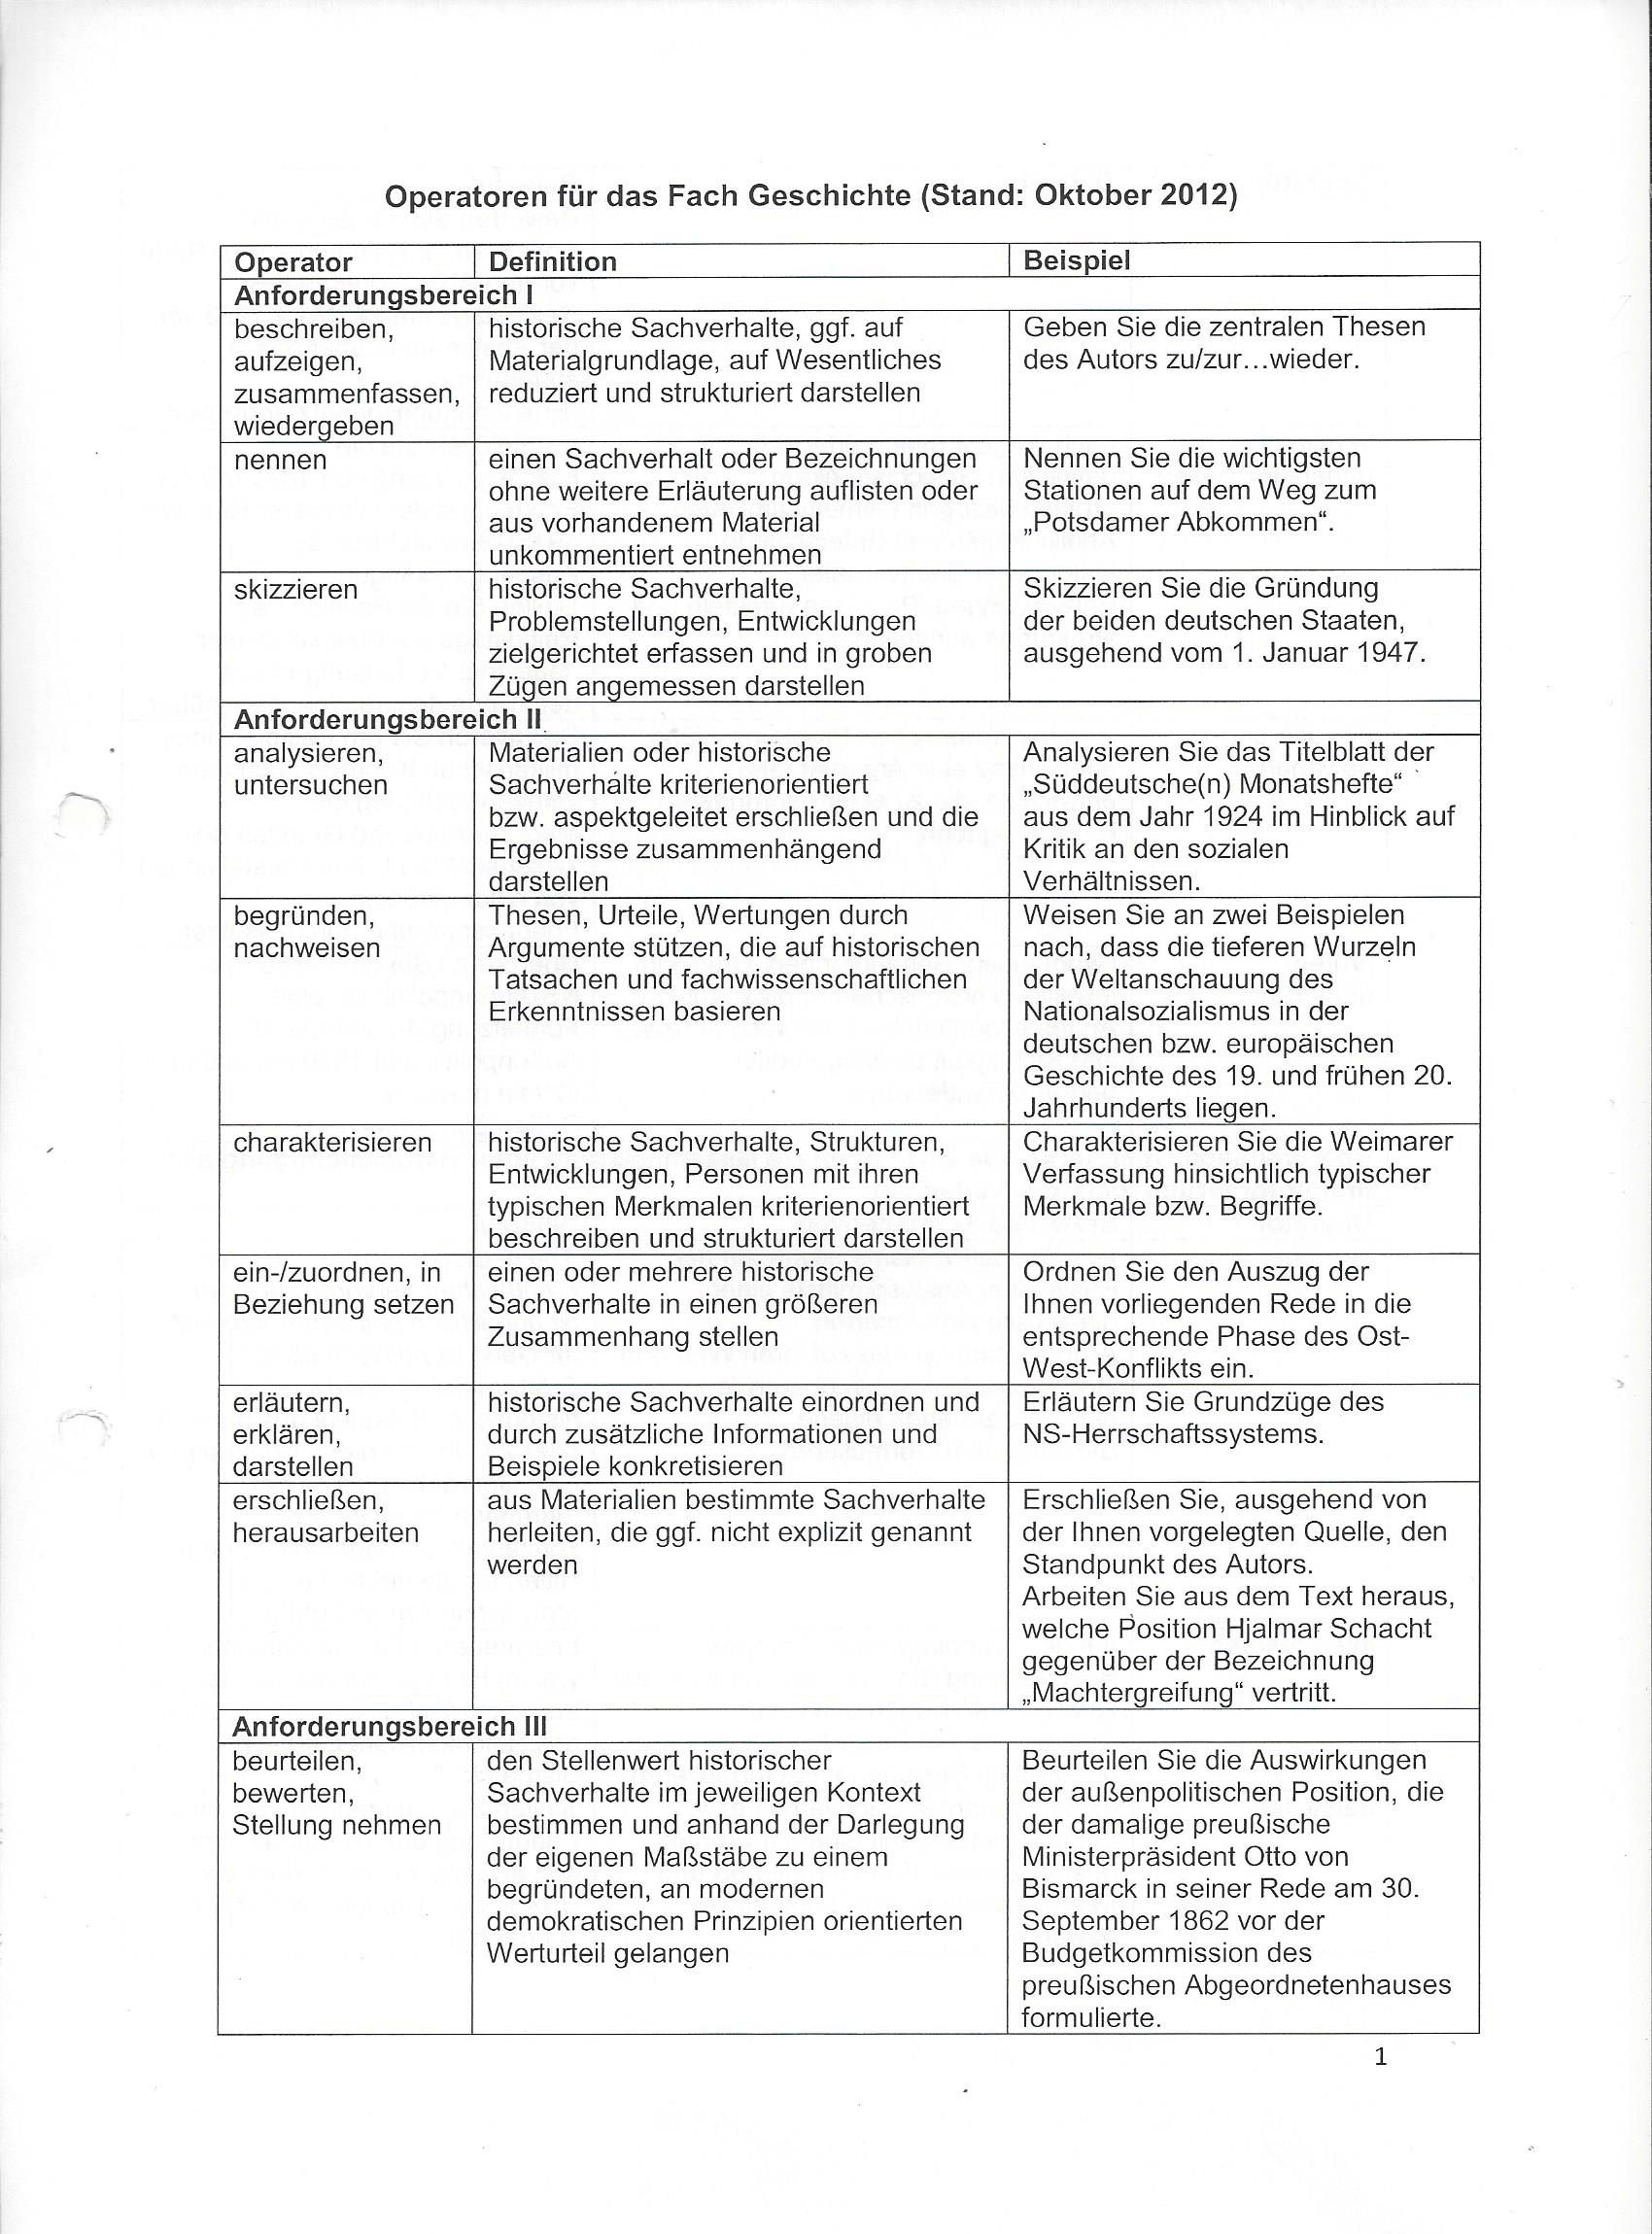 Operatoren für das Fach Geschichte (Stand: Oktober 2012)
Operator Definition Beispiel
Anforderungsbereich I
beschreiben,
aufzeigen,
zusammenfassen,
wiedergeben
historische Sachverhalte, ggf. auf
Materialgrundlage, auf Wesentliches
reduziert und strukturiert darstellen
Geben Sie die zentralen Thesen
des Autors zu/zur…wieder.
nennen
einen Sachverhalt oder Bezeichnungen
ohne weitere Erläuterung auflisten oder
aus vorhandenem Material
unkommentiert entnehmen
Nennen Sie die wichtigsten
Stationen auf dem Weg zum
„Potsdamer Abkommen“.
skizzieren
historische Sachverhalte,
Problemstellungen, Entwicklungen
zielgerichtet erfassen und in groben
Zügen angemessen darstellen
Skizzieren Sie die Gründung
der beiden deutschen Staaten,
ausgehend vom 1. Januar 1947.
Anforderungsbereich II
analysieren,
untersuchen
Materialien oder historische
Sachverhalte kriterienorientiert
bzw. aspektgeleitet erschließen und die
Ergebnisse zusammenhängend
darstellen
Analysieren Sie das Titelblatt der
„Süddeutsche(n) Monatshefte“
aus dem Jahr 1924 im Hinblick auf
Kritik an den sozialen
Verhältnissen.
begründen,
nachweisen
Thesen, Urteile, Wertungen durch
Argumente stützen, die auf historischen
Tatsachen und fachwissenschaftlichen
Erkenntnissen basieren
Weisen Sie an zwei Beispielen
nach, dass die tieferen Wurzeln
der Weltanschauung des
Nationalsozialismus in der
deutschen bzw. europäischen
Geschichte des 19. und frühen 20.
Jahrhunderts liegen.
charakterisieren
historische Sachverhalte, Strukturen,
Entwicklungen, Personen mit ihren
typischen Merkmalen kriterienorientiert
beschreiben und strukturiert darstellen
Charakterisieren Sie die Weimarer
Verfassung hinsichtlich typischer
Merkmale bzw. Begriffe.
ein-/zuordnen, in
Beziehung setzen
einen oder mehrere historische
Sachverhalte in einen größeren
Zusammenhang stellen
Ordnen Sie den Auszug der
Ihnen vorliegenden Rede in die
entsprechende Phase des Ost-
West-Konflikts ein.
erläutern,
erklären,
darstellen
historische Sachverhalte einordnen und
durch zusätzliche Informationen und
Beispiele konkretisieren
Erläutern Sie Grundzüge des
NS-Herrschaftssystems.
erschließen,
herausarbeiten
aus Materialien bestimmte Sachverhalte
herleiten, die ggf. nicht explizit genannt
werden
Erschließen Sie, ausgehend von
der Ihnen vorgelegten Quelle, den
Standpunkt des Autors.
Arbeiten Sie aus dem Text heraus,
welche Position Hjalmar Schacht
gegenüber der Bezeichnung
„Machtergreifung“ vertritt.
Anforderungsbereich III
beurteilen,
bewerten,
Stellung nehmen
den Stellenwert historischer
Sachverhalte im jeweiligen Kontext
bestimmen und anhand der Darlegung
der eigenen Maßstäbe zu einem
begründeten, an modernen
demokratischen Prinzipien orientierten
Werturteil gelangen
Beurteilen Sie die Auswirkungen
der außenpolitischen Position, die
der damalige preußische
Ministerpräsident Otto von
Bismarck in seiner Rede am 30.
September 1862 vor der
Budgetkommission des
preußischen Abgeordnetenhauses
formulierte.
1